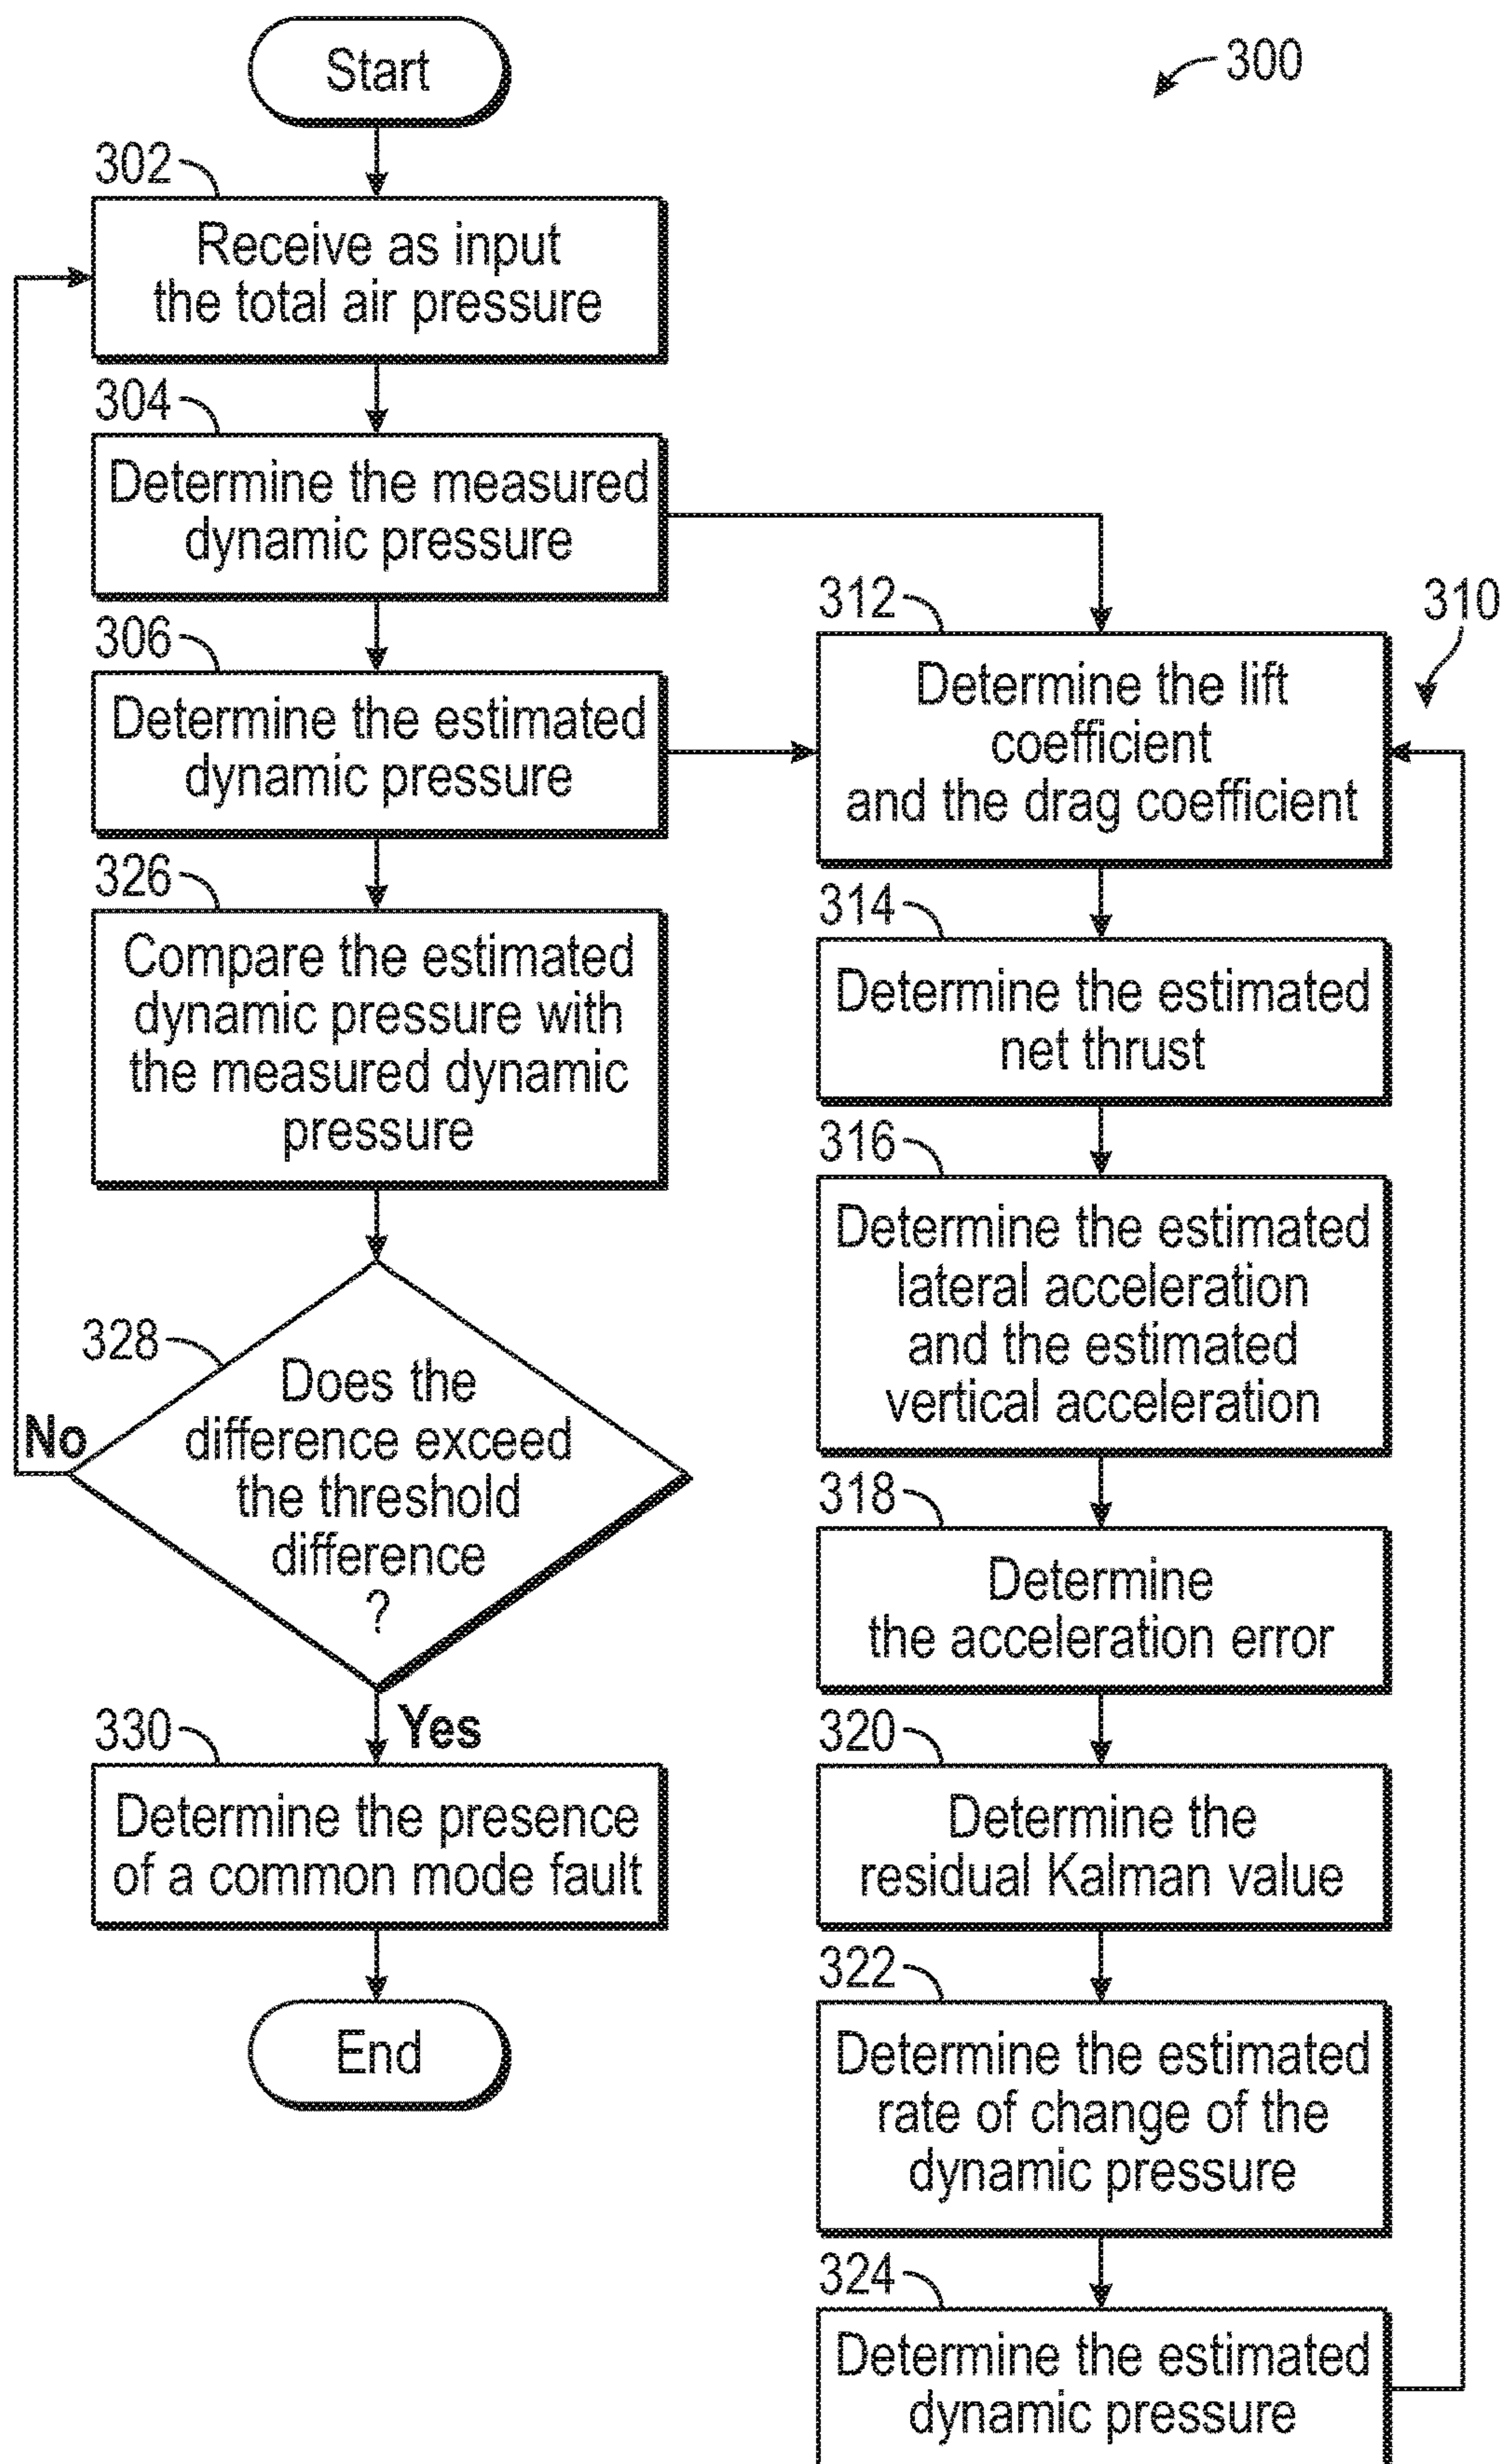 Start
300
302
Receive as input
the total air pressure
304
Determine the measured
dynamic pressure
306
Determine the estimated
dynamic pressure
326
Compare the estimated
dynamic pressure with
the measured dynamic
pressure
328
Does the
difference exceed
the threshold
difference
?
No
Yes
330
Determine the presence
of a common mode fault
End
310
312
Determine the lift
coefficient
and the drag coefficient
314
Determine the estimated
net thrust
316
Determine the estimated
lateral acceleration
and the estimated
vertical acceleration
318
Determine
the acceleration error
320
Determine the
residual Kalman value
322
Determine the estimated
rate of change of the
dynamic pressure
324
Determine the estimated
dynamic pressure